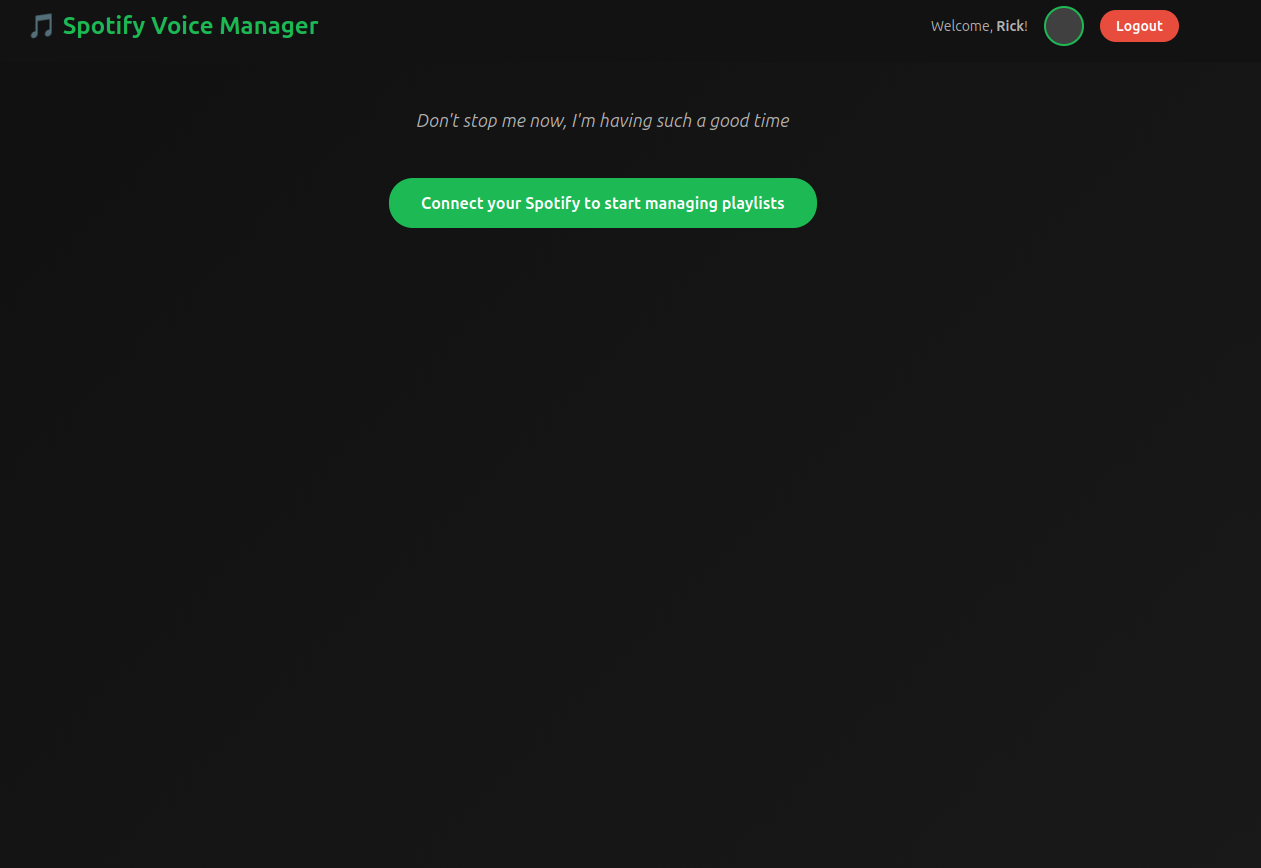 🎵 Spotify Voice Manager
Welcome, Rick!
Logout
Don't stop me now, I'm having such a good time
Connect your Spotify to start managing playlists